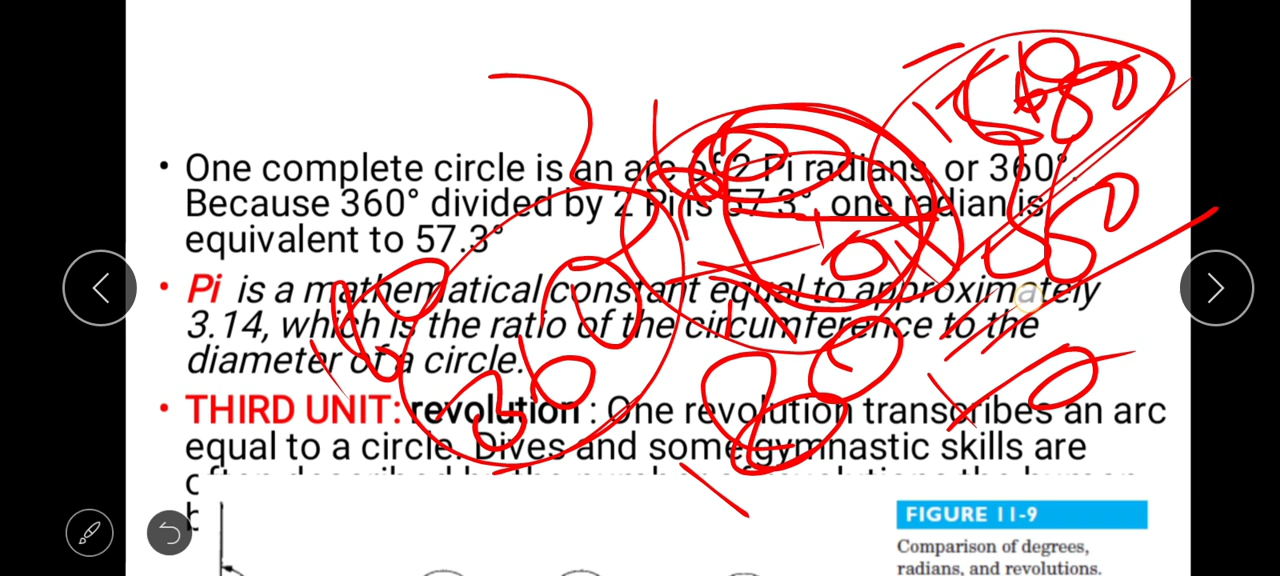 • One complete circle is an arc of 2 Pi radians, or 360°.
Because 360° divided by 2 Pi is 57.3°, one radian is
equivalent to 57.3°
• Pi is a mathematical constant equal to approximately
3.14, which is the ratio of the circumference to the
diameter of a circle.
• THIRD UNIT: revolution : One revolution transcribes an arc
equal to a circle. Dives and some gymnastic skills are
360
180
FIGURE 11-9
Comparison of degrees,
radians, and revolutions.